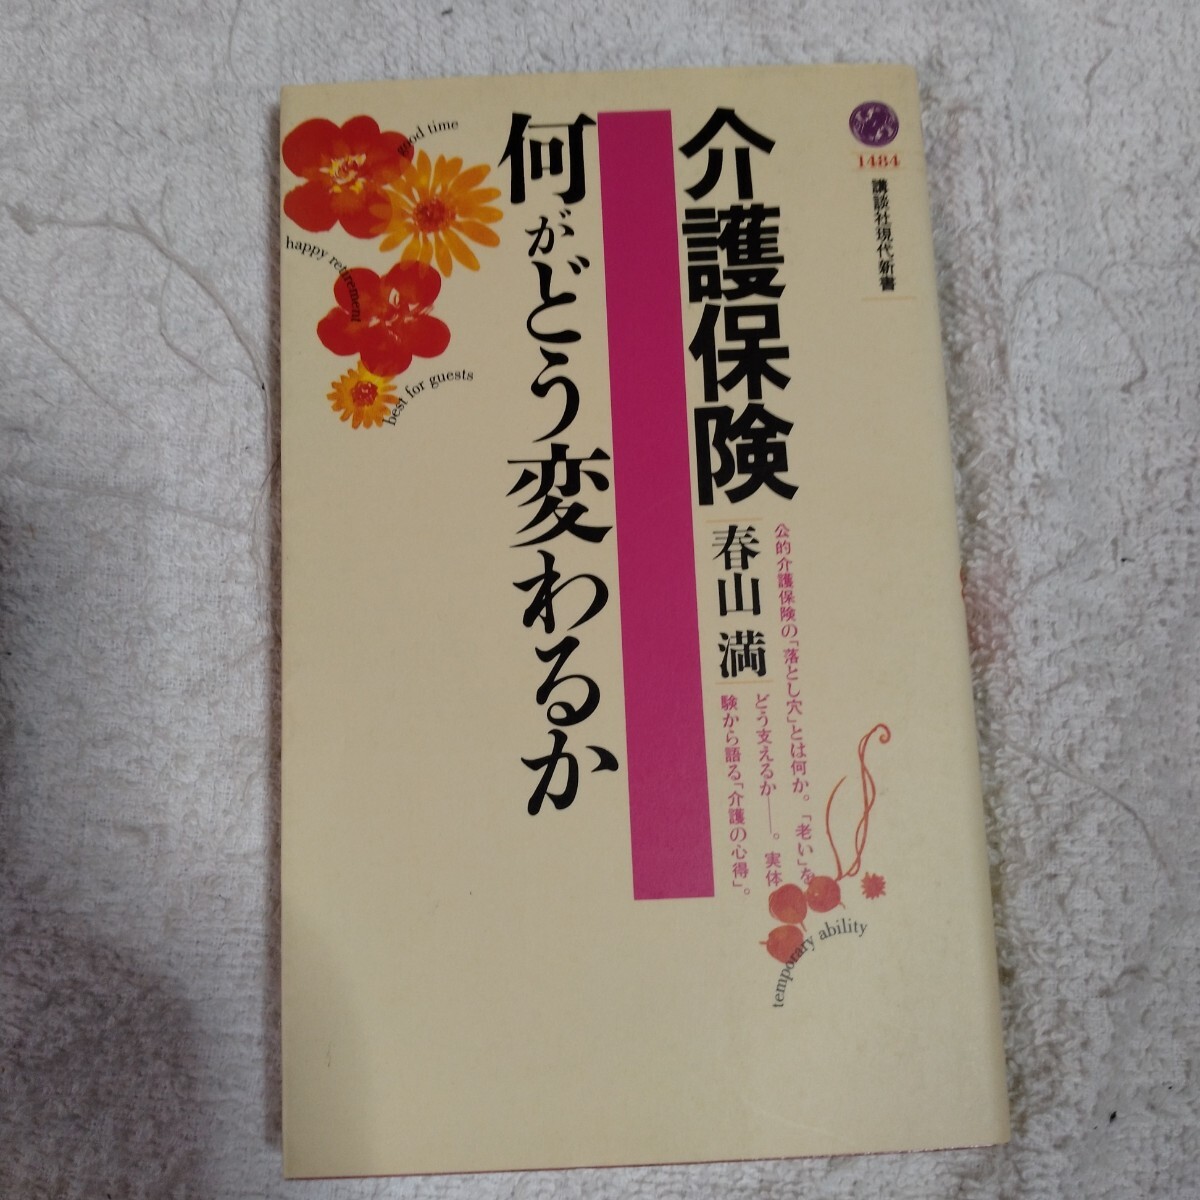 1484
講談社現代新書
介護保険
何がどう変わるか
春山 満
公的介護保険の「落とし穴」とは何か。「老い」を
どう支えるか──。実体
験から語る「介護の心得」。
good time
happy retirement
best for guests
temporary ability